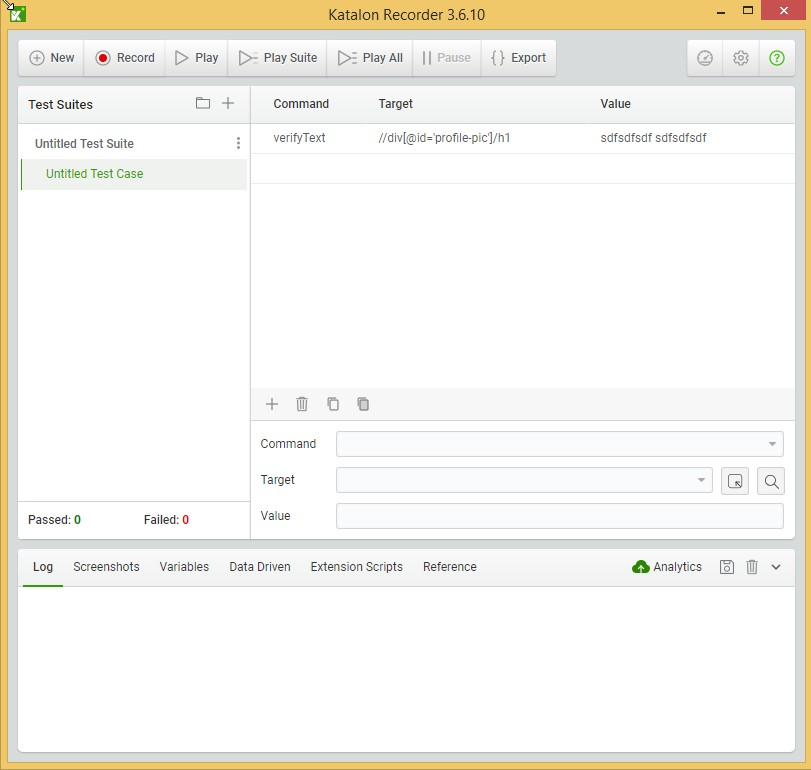 Katalon Recorder 3.6.10
New Record Play Play Suite Play All Pause Export
Test Suites
Command Target Value
Untitled Test Suite
verifyText //div[@id='profile-pic']/h1 sdfsdfsdf sdfsdfsdf
Untitled Test Case
Command
Target
Value
Passed: 0 Failed: 0
Log Screenshots Variables Data Driven Extension Scripts Reference Analytics